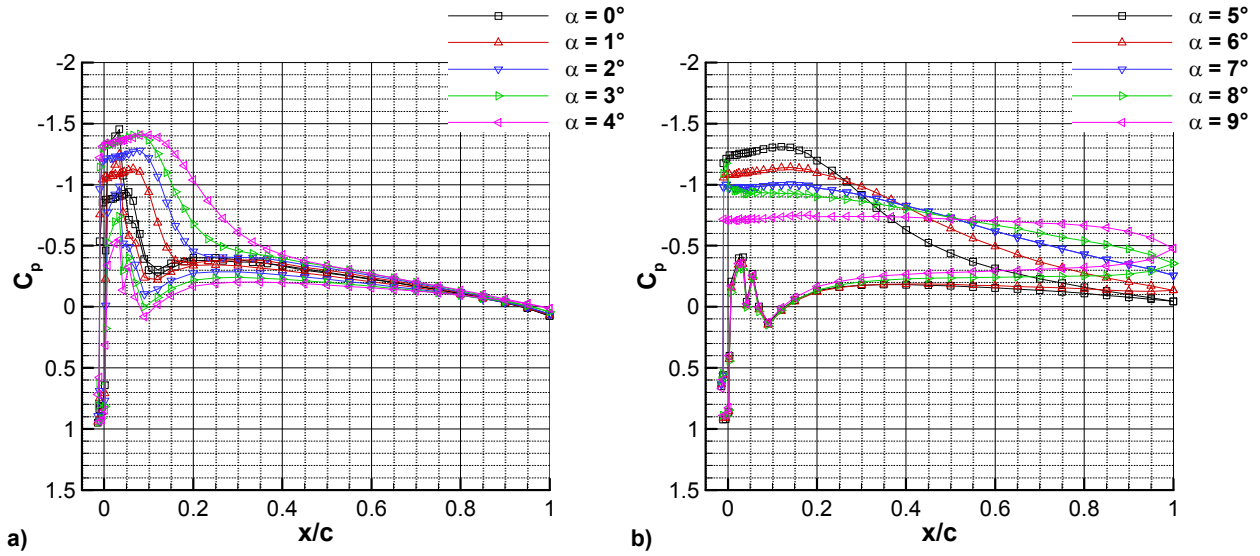 α = 0°
α = 1°
α = 2°
α = 3°
α = 4°
-2
-1.5
-1
-0.5
0
0.5
1
1.5
Cp
0 0.2 0.4 0.6 0.8 1
x/c
a)
α = 5°
α = 6°
α = 7°
α = 8°
α = 9°
-2
-1.5
-1
-0.5
0
0.5
1
1.5
Cp
0 0.2 0.4 0.6 0.8 1
x/c
b)